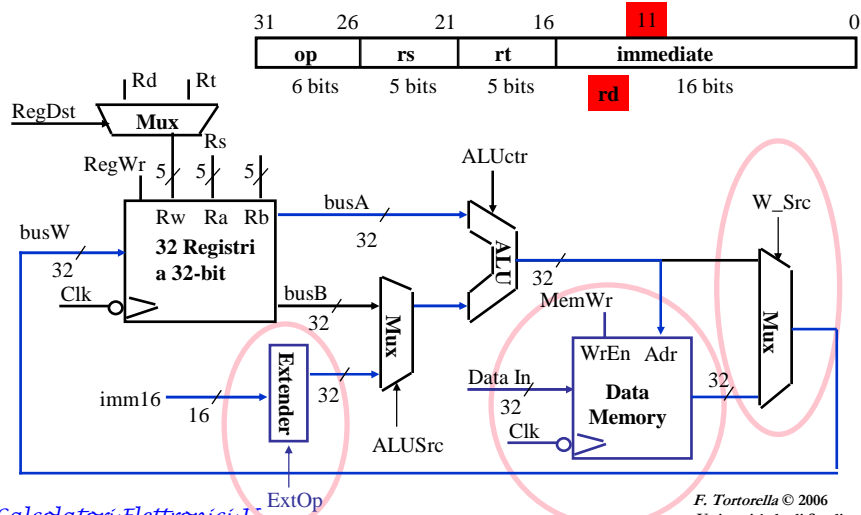 31 26 21 16 11 0
op rs rt immediate
6 bits 5 bits 5 bits rd 16 bits
Rd Rt
RegDst
Mux
Rs
RegWr 5 5 5
ALUctr
W_Src
Rw Ra Rb
busA
32
busW
32
32 Registri
a 32-bit
ALU
32
Clk
busB
32
MemWr
Mux
Mux
WrEn Adr
Extender
32
Data In
32
Data
Memory
32
imm16
16
Clk
ALUSrc
ExtOp
Calcolatori Elettronici
F. Tortorella © 2006